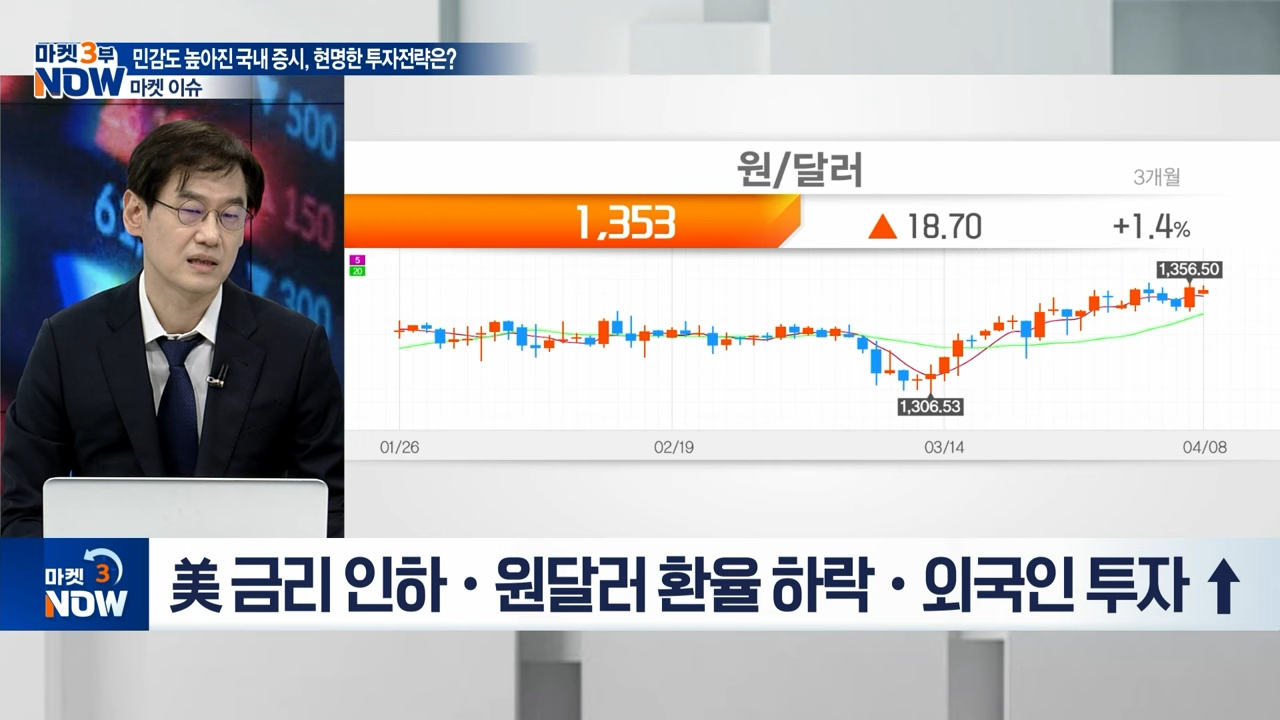 마켓 3부
NOW
민감도 높아진 국내 증시, 현명한 투자전략은?
마켓 이슈
500
150
300
원/달러
3개월
1,353
▲ 18.70
+1.4%
5
20
1,356.50
1,306.53
01/26
02/19
03/14
04/08
마켓 3
NOW
美 금리 인하·원달러 환율 하락·외국인 투자↑